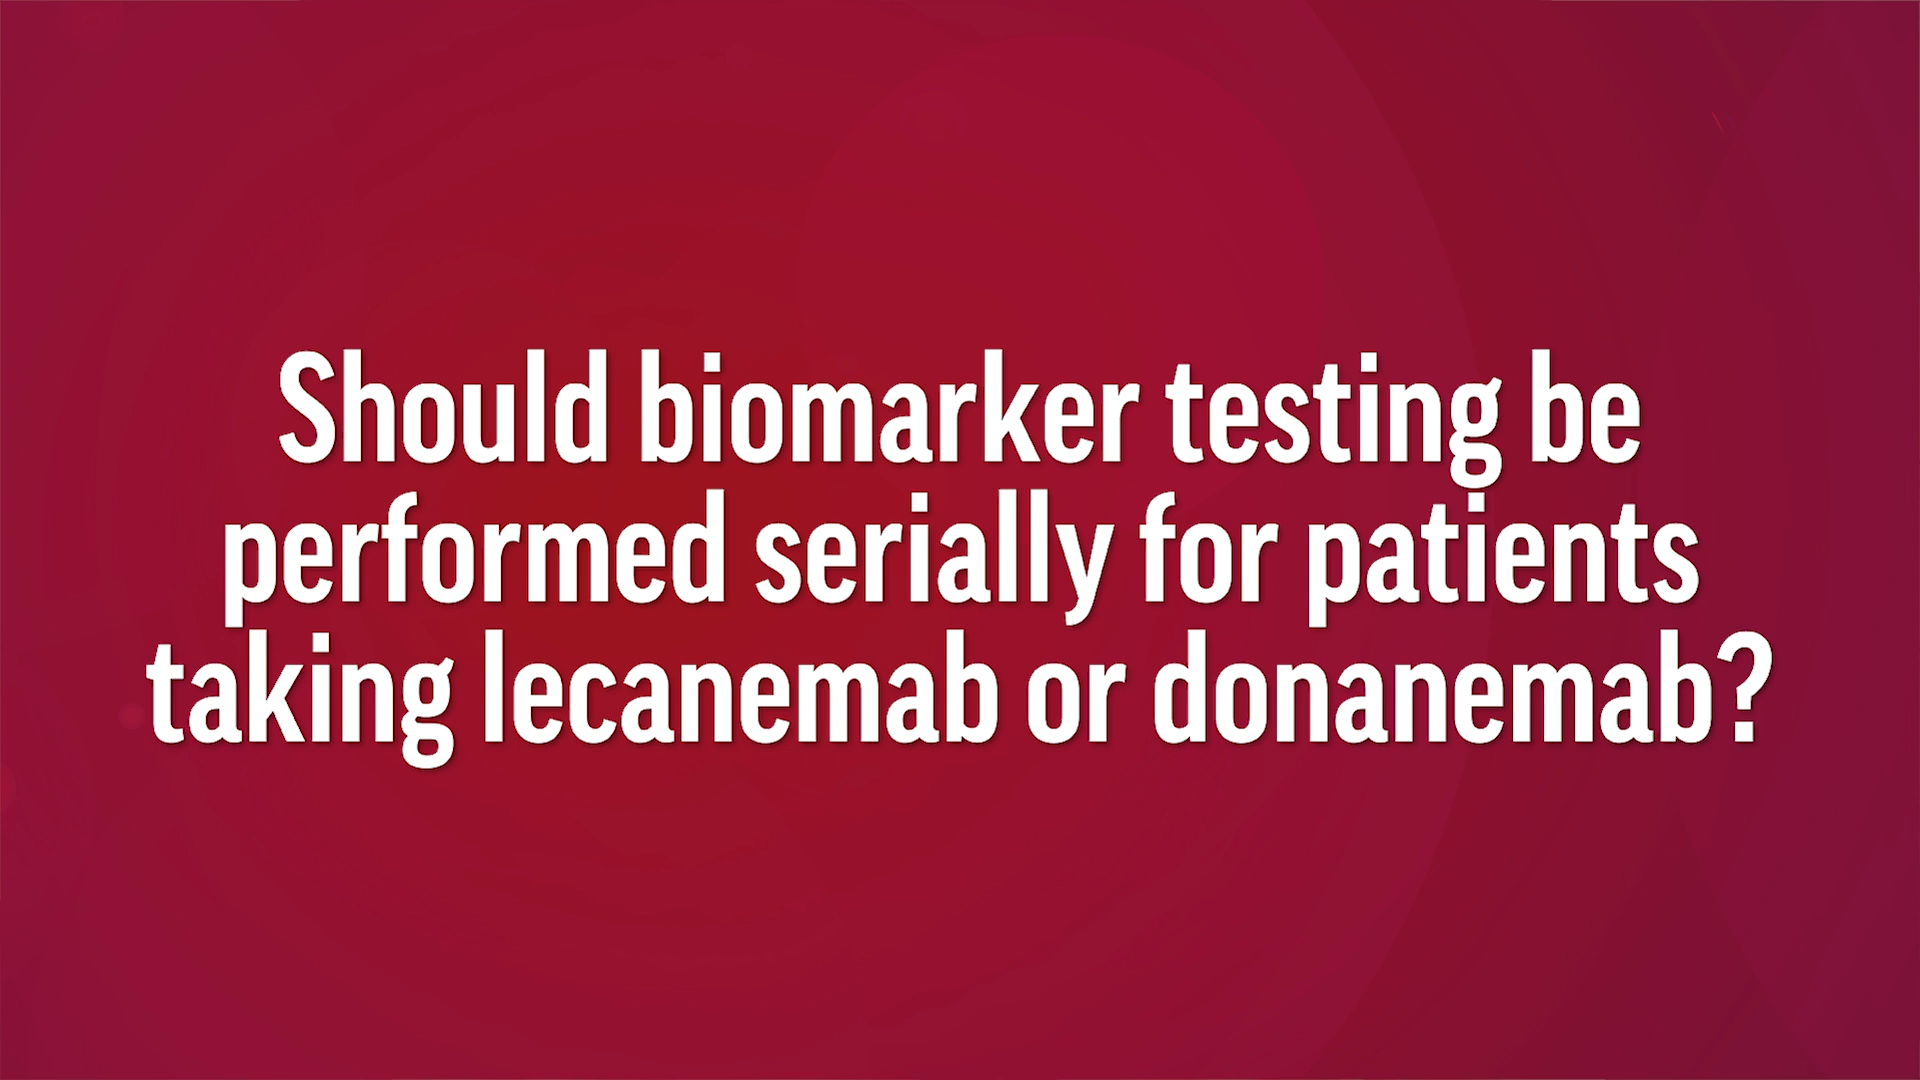 Should biomarker testing be
performed serially for patients
taking lecanemab or donanemab?